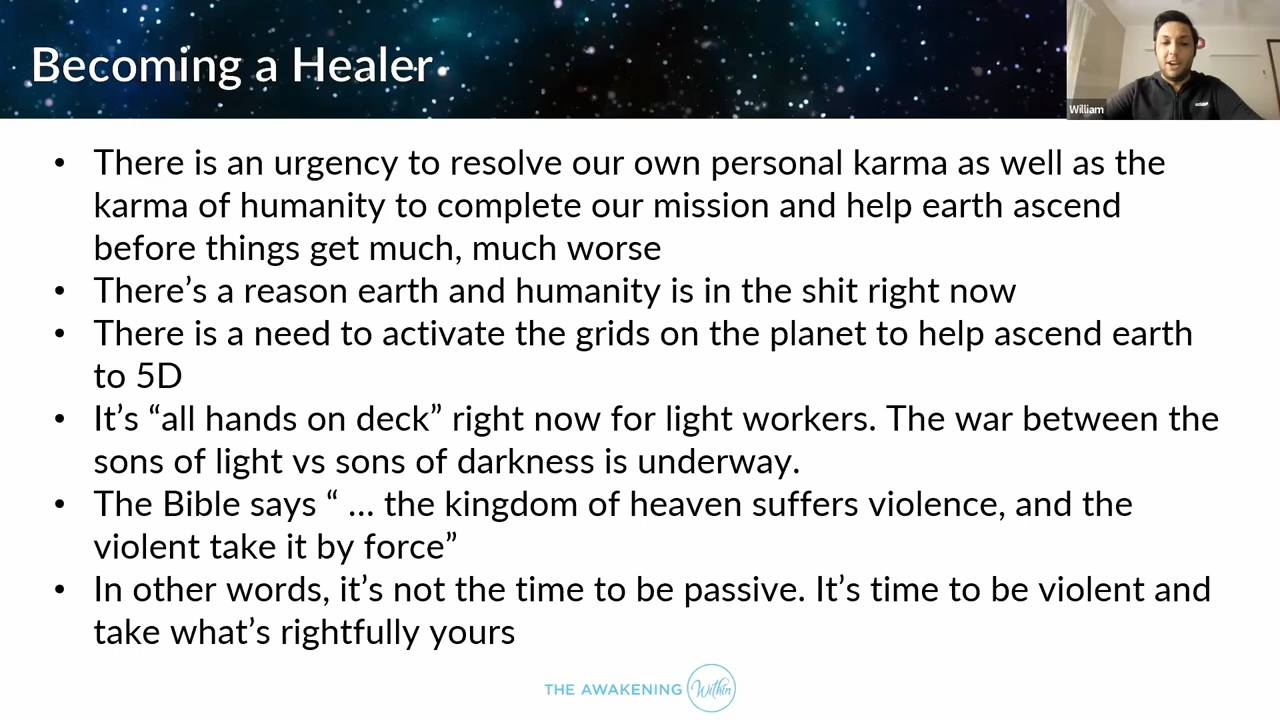 Becoming a Healer
William
• There is an urgency to resolve our own personal karma as well as the
karma of humanity to complete our mission and help earth ascend
before things get much, much worse
• There’s a reason earth and humanity is in the shit right now
• There is a need to activate the grids on the planet to help ascend earth
to 5D
• It’s “all hands on deck” right now for light workers. The war between the
sons of light vs sons of darkness is underway.
• The Bible says “ … the kingdom of heaven suffers violence, and the
violent take it by force”
• In other words, it’s not the time to be passive. It’s time to be violent and
take what’s rightfully yours
THE AWAKENING Within